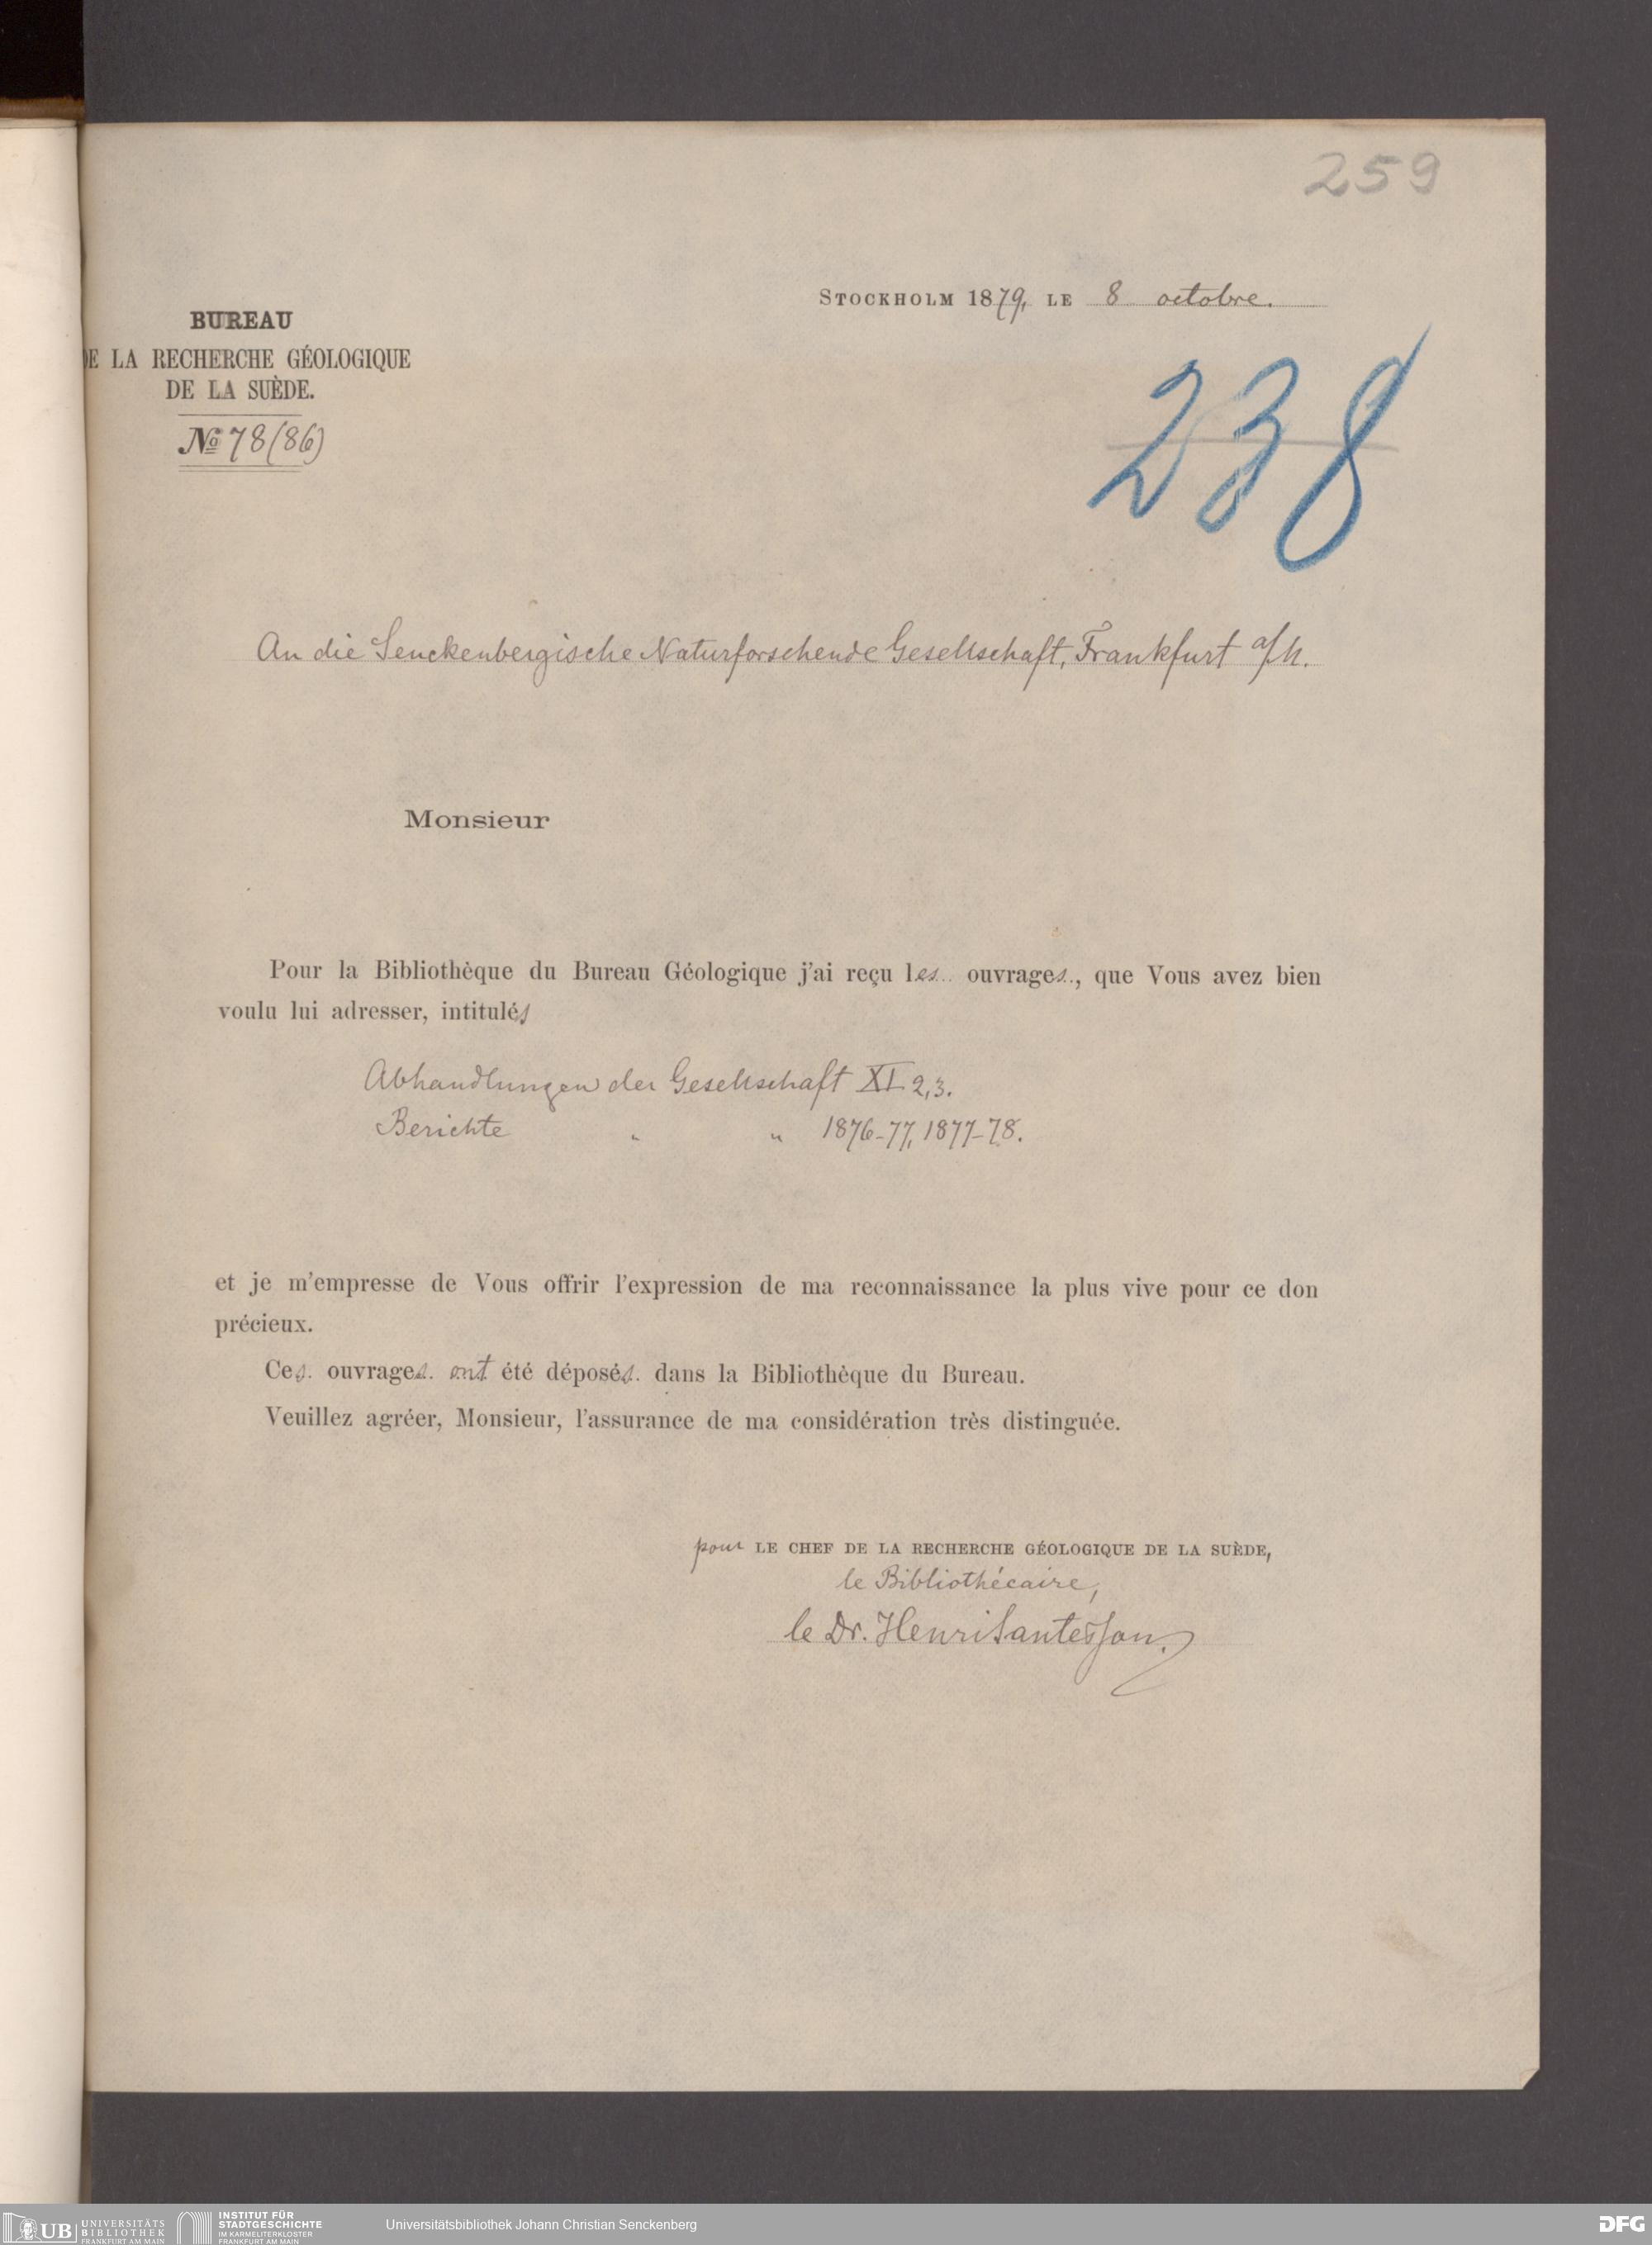 259
STOCKHOLM 1879, LE 8 octobre.
BUREAU
DE LA RECHERCHE GÉOLOGIQUE
DE LA SUÈDE.
No 78(86)
238
An die Senckenbergische Naturforschende Gesellschaft, Frankfurt a/M.
Monsieur
Pour la Bibliothèque du Bureau Géologique j'ai reçu les ouvrages, que Vous avez bien
voulu lui adresser, intitulés
Abhandlungen der Gesellschaft XI 2,3.
Berichte " " 1876-77, 1877-78.
et je m'empresse de Vous offrir l'expression de ma reconnaissance la plus vive pour ce don
précieux.
Ces ouvrages ont été déposés dans la Bibliothèque du Bureau.
Veuillez agréer, Monsieur, l'assurance de ma considération très distinguée.
pour LE CHEF DE LA RECHERCHE GÉOLOGIQUE DE LA SUÈDE,
le Bibliothécaire,
le Dr. Henri Santesson.
UB UNIVERSITÄTS
BIBLIOTHEK
FRANKFURT AM MAIN
INSTITUT FÜR
STADTGESCHICHTE
IM KARMELITERKLOSTER
FRANKFURT AM MAIN
Universitätsbibliothek Johann Christian Senckenberg
DFG